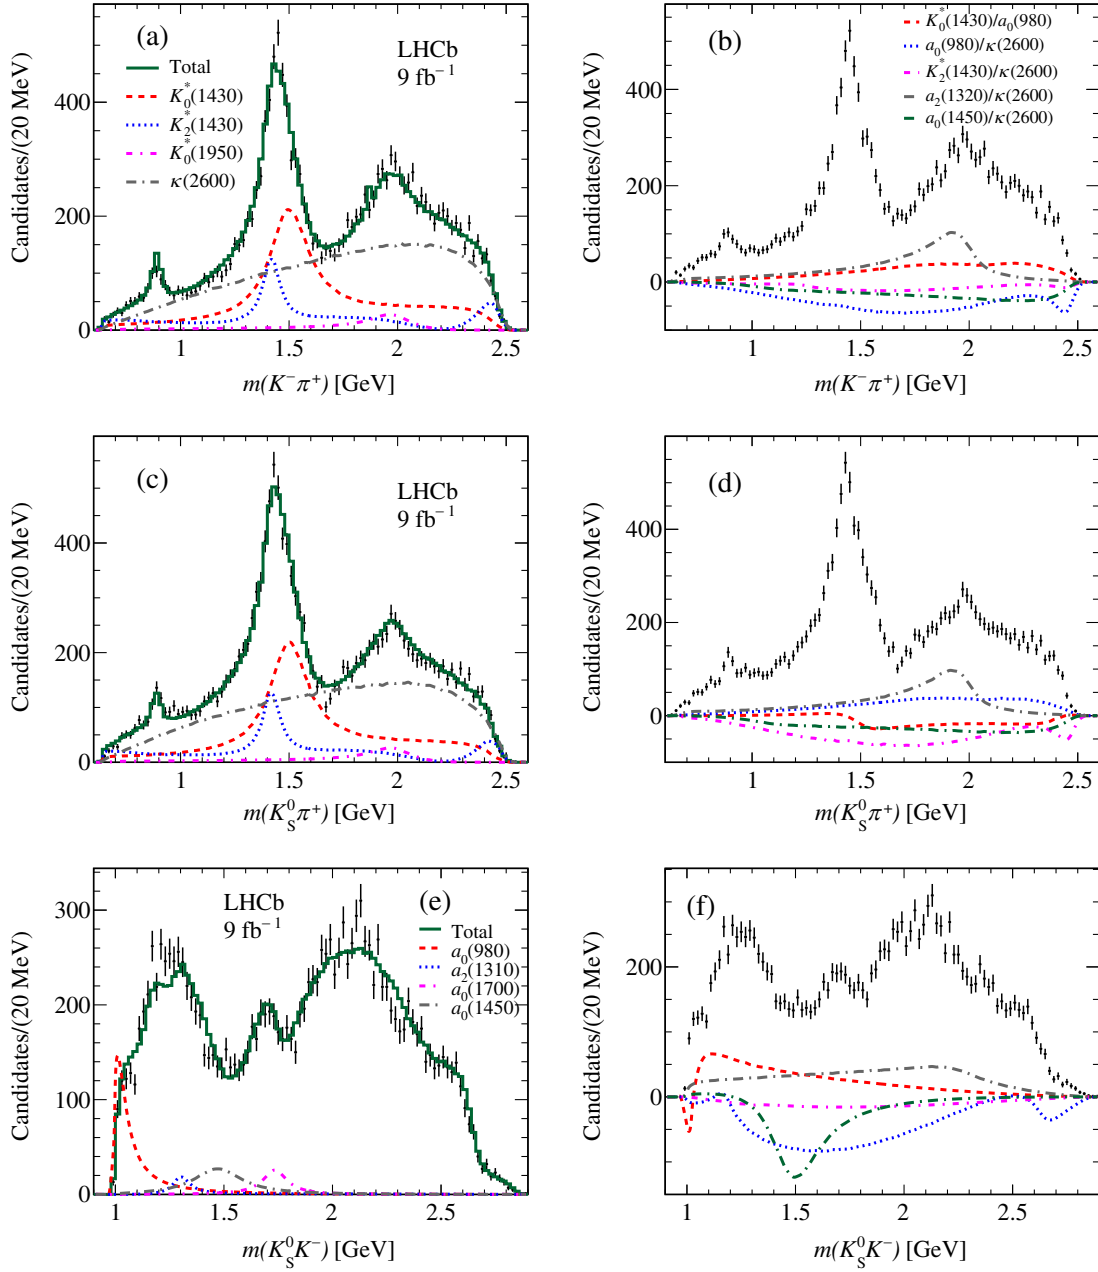 (a)
LHCb
9 fb⁻¹
Total
K₀*(1430)
K₂*(1430)
K₀*(1950)
κ(2600)
Candidates/(20 MeV)
400
200
0
1
1.5
2
2.5
m(K⁻π⁺) [GeV]
(b)
K₀*(1430)/a₀(980)
a₀(980)/κ(2600)
K₂*(1430)/κ(2600)
a₂(1320)/κ(2600)
a₀(1450)/κ(2600)
Candidates/(20 MeV)
400
200
0
1
1.5
2
2.5
m(K⁻π⁺) [GeV]
(c)
LHCb
9 fb⁻¹
Candidates/(20 MeV)
400
200
0
1
1.5
2
2.5
m(K_S⁰π⁺) [GeV]
(d)
Candidates/(20 MeV)
400
200
0
1
1.5
2
2.5
m(K_S⁰π⁺) [GeV]
(e)
LHCb
9 fb⁻¹
Total
a₀(980)
a₂(1310)
a₀(1700)
a₀(1450)
Candidates/(20 MeV)
300
200
100
0
1
1.5
2
2.5
m(K_S⁰K⁻) [GeV]
(f)
Candidates/(20 MeV)
200
0
1
1.5
2
2.5
m(K_S⁰K⁻) [GeV]